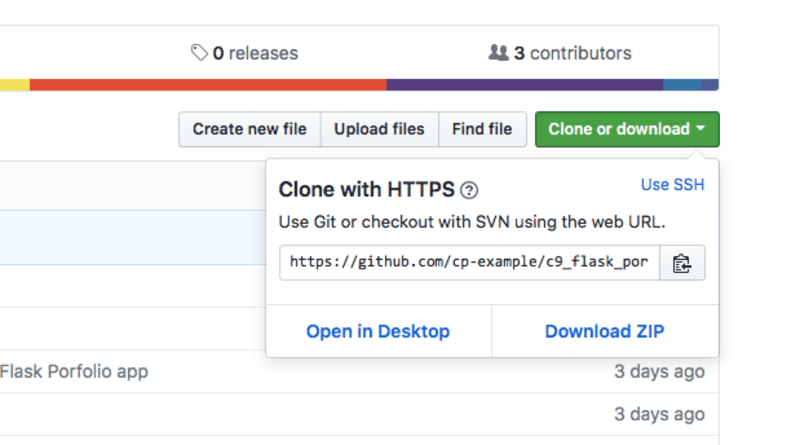 0 releases
3 contributors
Create new file
Upload files
Find file
Clone or download
Clone with HTTPS ?
Use SSH
Use Git or checkout with SVN using the web URL.
https://github.com/cp-example/c9_flask_por
Open in Desktop
Download ZIP
Flask Porfolio app
3 days ago
3 days ago